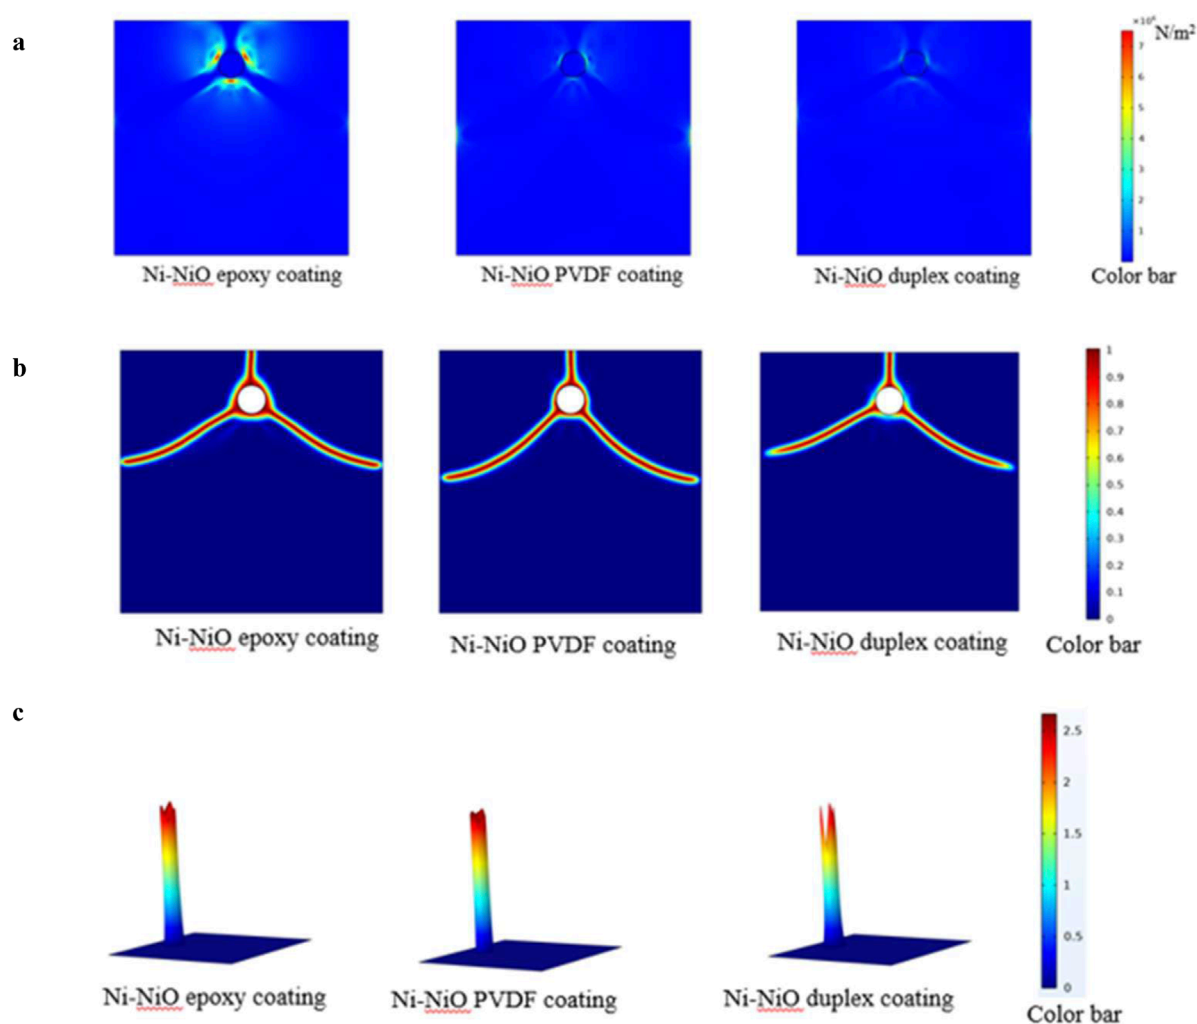 a
×10⁶ N/m²
7
6
5
4
3
2
1
Ni-NiO epoxy coating
Ni-NiO PVDF coating
Ni-NiO duplex coating
Color bar
b
1
0.9
0.8
0.7
0.6
0.5
0.4
0.3
0.2
0.1
0
Ni-NiO epoxy coating
Ni-NiO PVDF coating
Ni-NiO duplex coating
Color bar
c
2.5
2
1.5
1
0.5
0
Ni-NiO epoxy coating
Ni-NiO PVDF coating
Ni-NiO duplex coating
Color bar